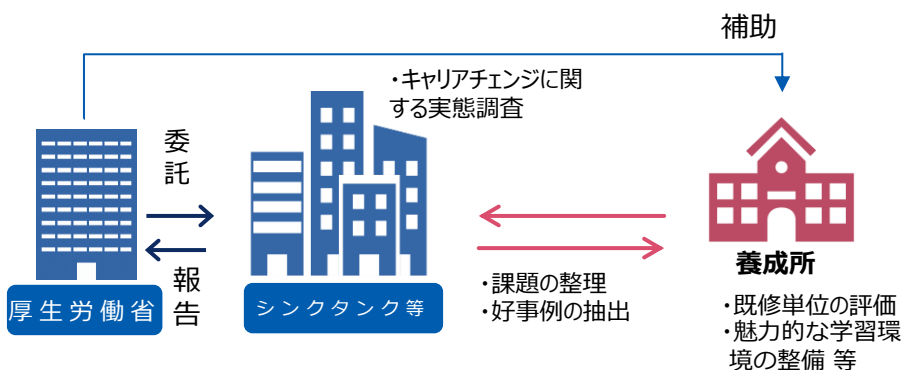 補助
・キャリアチェンジに関
する実態調査
委託
報告
厚生労働省
シンクタンク等
・課題の整理
・好事例の抽出
養成所
・既修単位の評価
・魅力的な学習環
境の整備 等